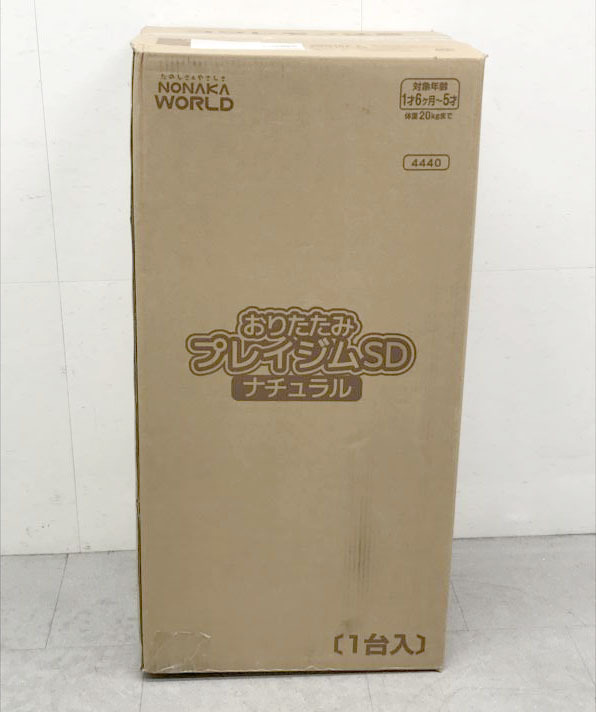 たのしさ&やさしさ
NONAKA
WORLD
対象年齢
1才6ヶ月〜5才
体重20kgまで
4440
おりたたみ
プレイジムSD
ナチュラル
〔1台入〕